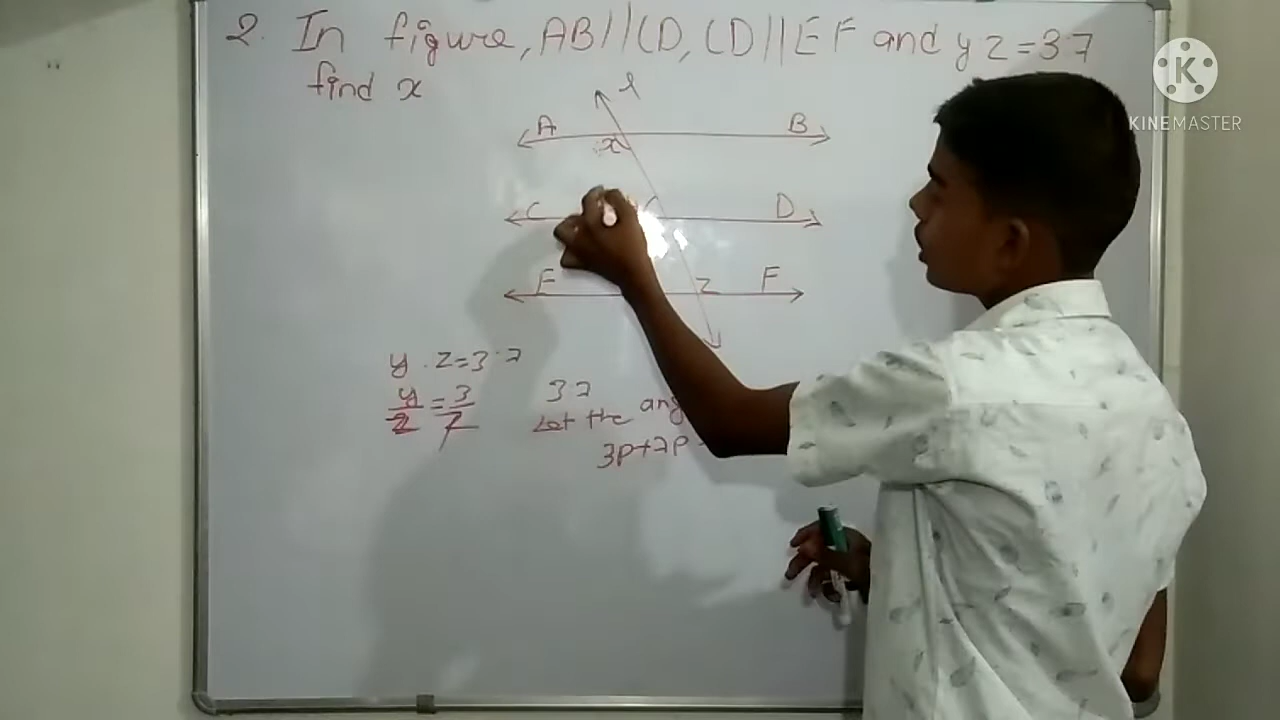 2. In figure, AB//CD, CD||EF and y z = 3.7
find x
l
A B
x
C D
E z F
y . z = 3.7
y/z = 3/7
3 7
Let the ang
3p+7p
KINEMASTER